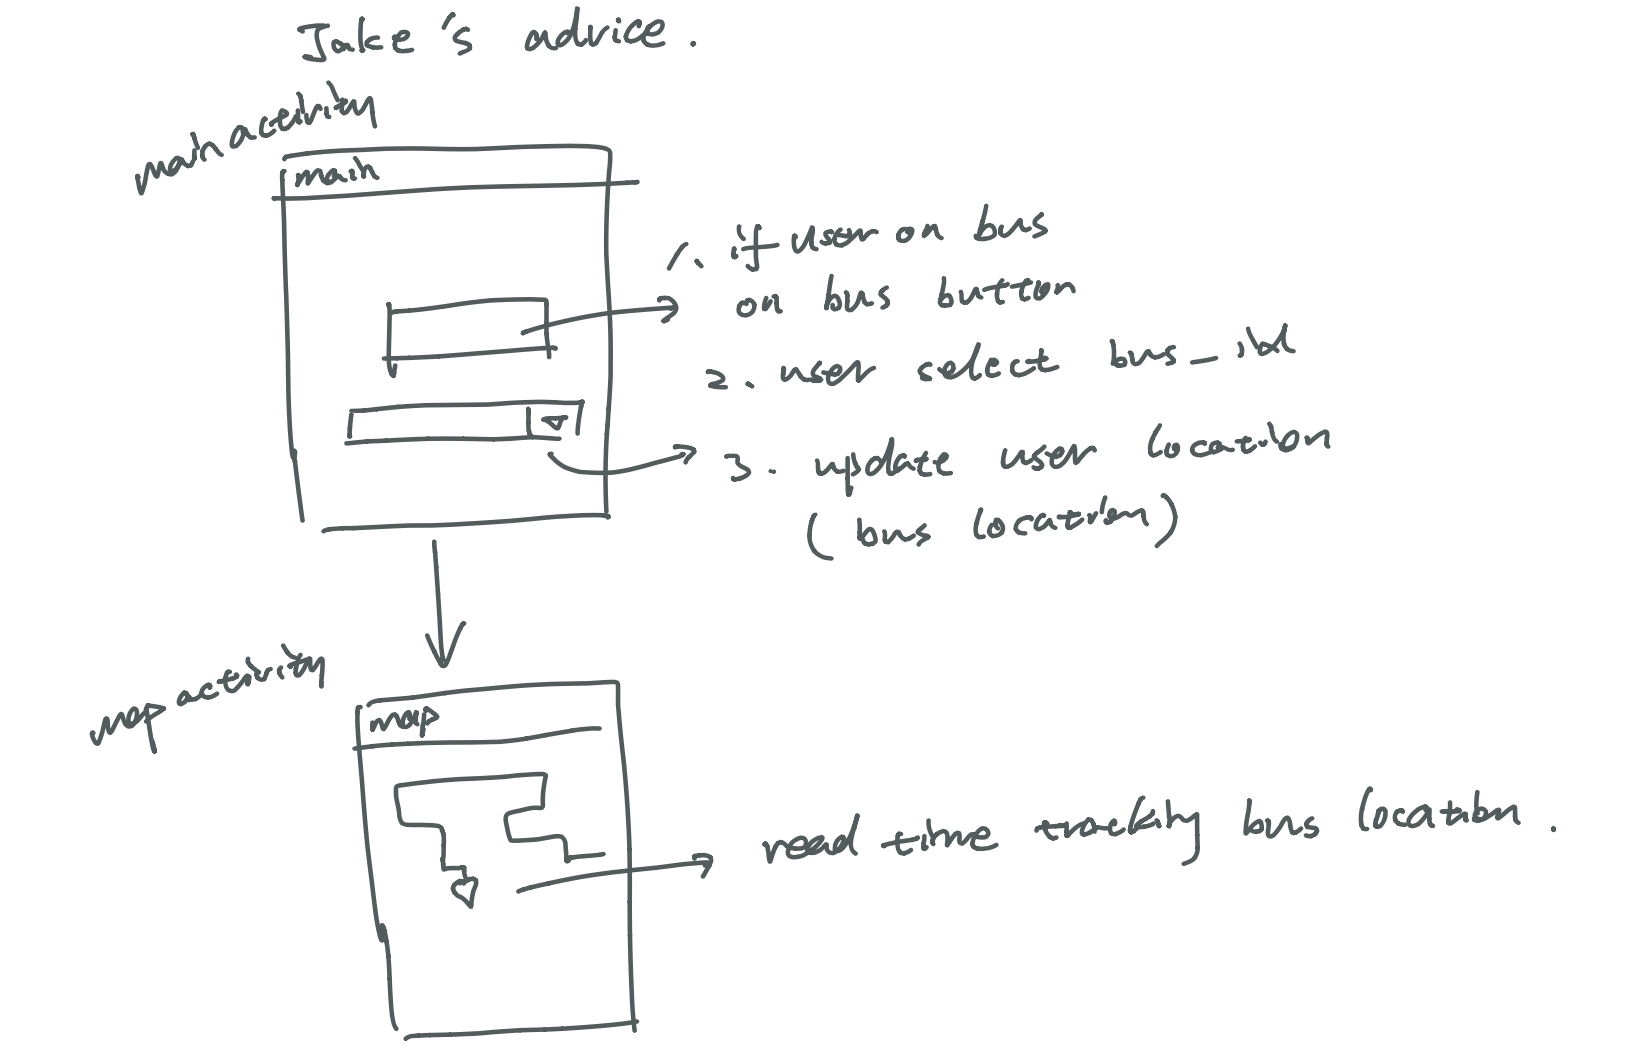 Jake's advice.
main activity
main
1. if user on bus
on bus button
2. user select bus_id
3. update user location
(bus location)
map activity
map
read time tracking bus location.